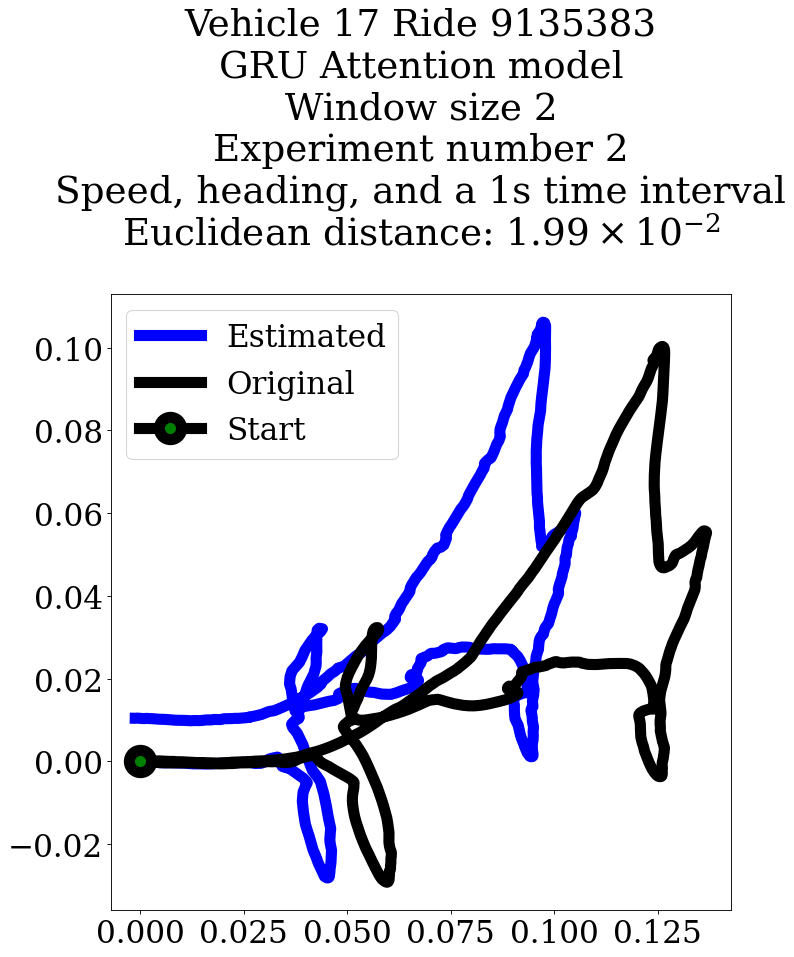 Vehicle 17 Ride 9135383
GRU Attention model
Window size 2
Experiment number 2
Speed, heading, and a 1s time interval
Euclidean distance: 1.99 × 10⁻²
Estimated
Original
Start
0.10
0.08
0.06
0.04
0.02
0.00
−0.02
0.000 0.025 0.050 0.075 0.100 0.125